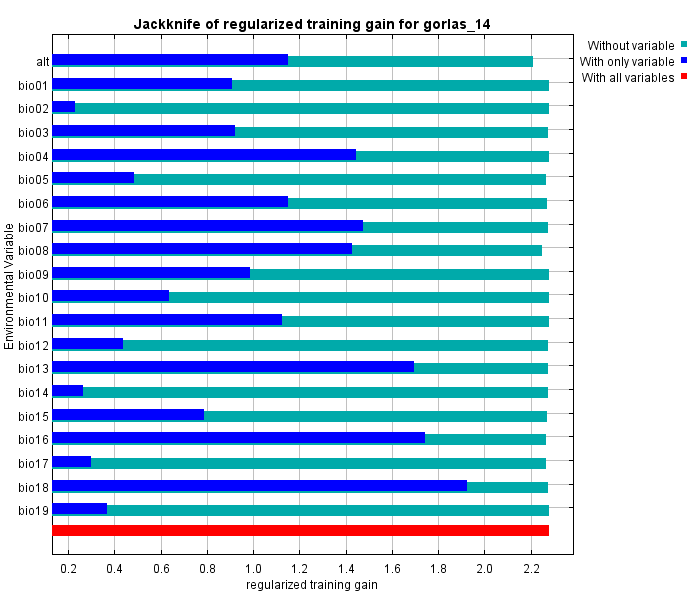 Jackknife of regularized training gain for gorlas_14
Without variable
With only variable
With all variables
Environmental Variable
alt
bio01
bio02
bio03
bio04
bio05
bio06
bio07
bio08
bio09
bio10
bio11
bio12
bio13
bio14
bio15
bio16
bio17
bio18
bio19
0.2 0.4 0.6 0.8 1.0 1.2 1.4 1.6 1.8 2.0 2.2
regularized training gain